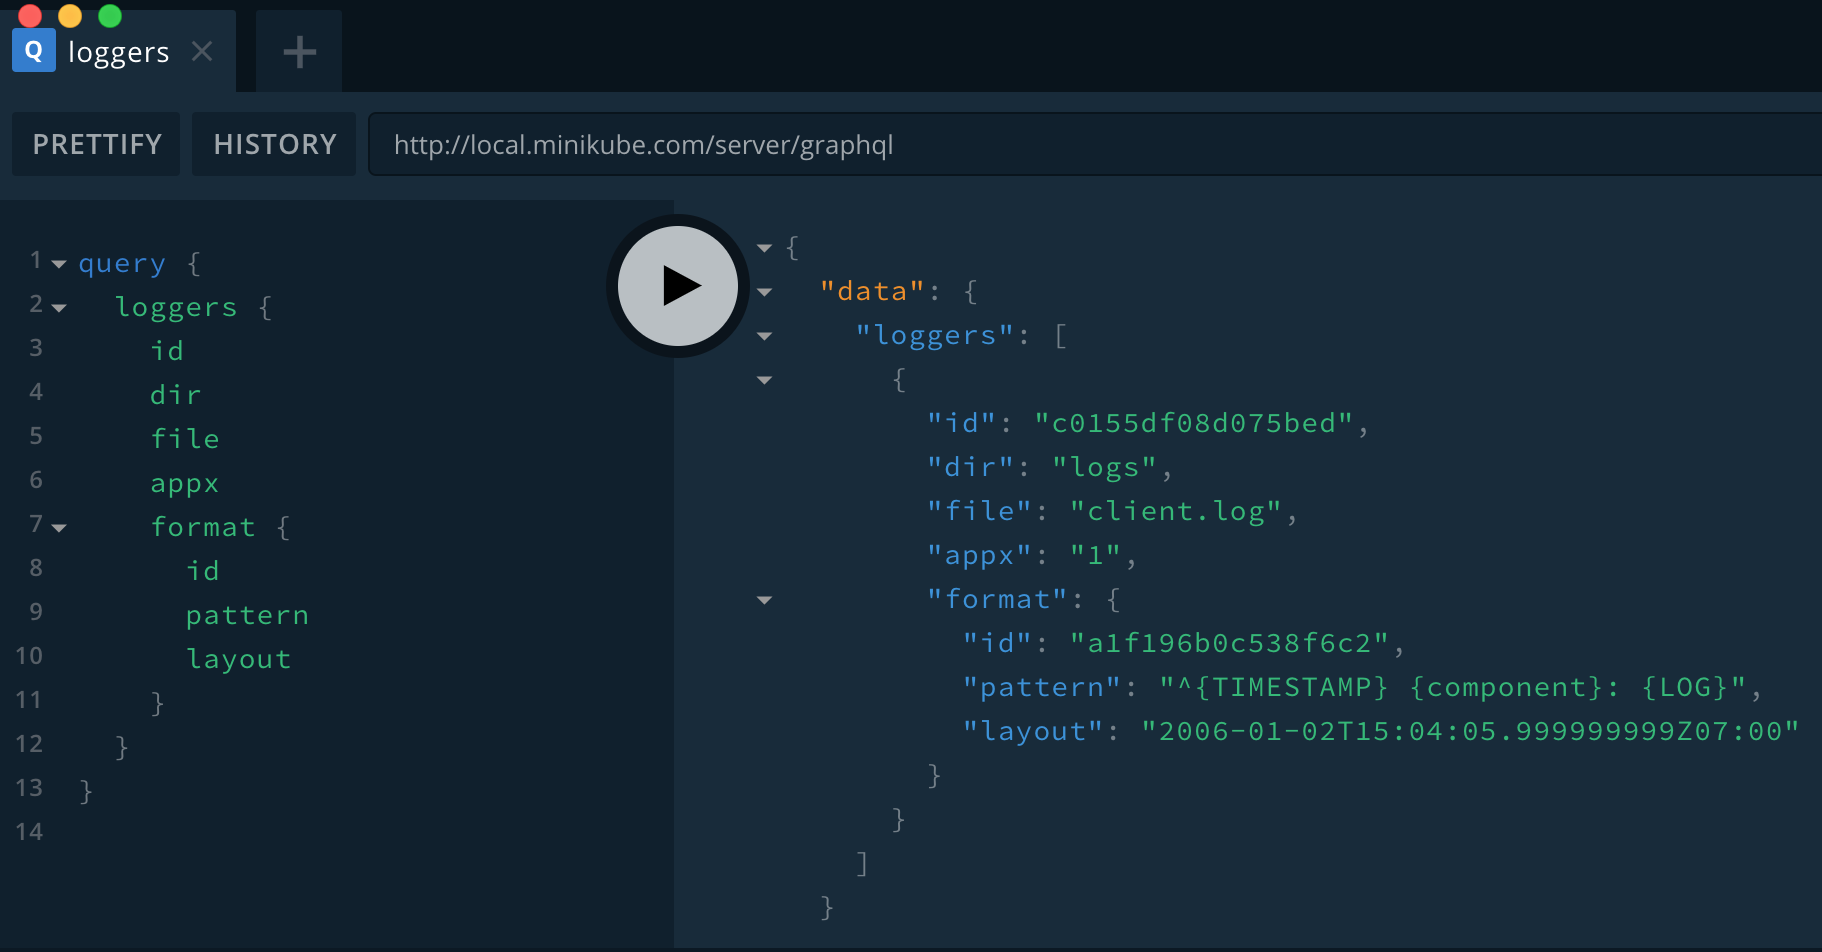 Q loggers
PRETTIFY HISTORY http://local.minikube.com/server/graphql
1 query {
2 loggers {
3 id
4 dir
5 file
6 appx
7 format {
8 id
9 pattern
10 layout
11 }
12 }
13 }
14
{
"data": {
"loggers": [
{
"id": "c0155df08d075bed",
"dir": "logs",
"file": "client.log",
"appx": "1",
"format": {
"id": "a1f196b0c538f6c2",
"pattern": "^{TIMESTAMP} {component}: {LOG}",
"layout": "2006-01-02T15:04:05.999999999Z07:00"
}
}
]
}